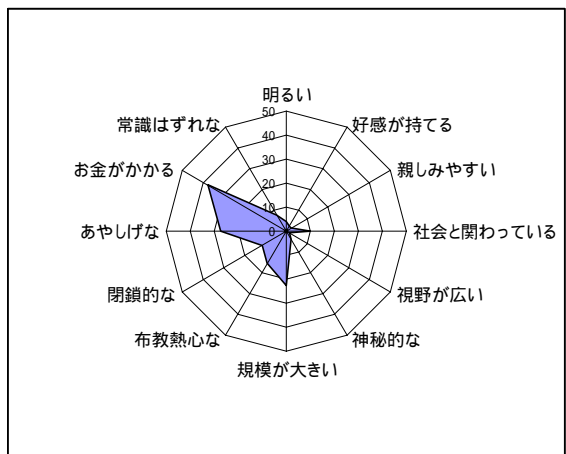 明るい
50
40
30
20
10
0
好感が持てる
親しみやすい
社会と関わっている
視野が広い
神秘的な
規模が大きい
布教熱心な
閉鎖的な
あやしげな
お金がかかる
常識はずれな